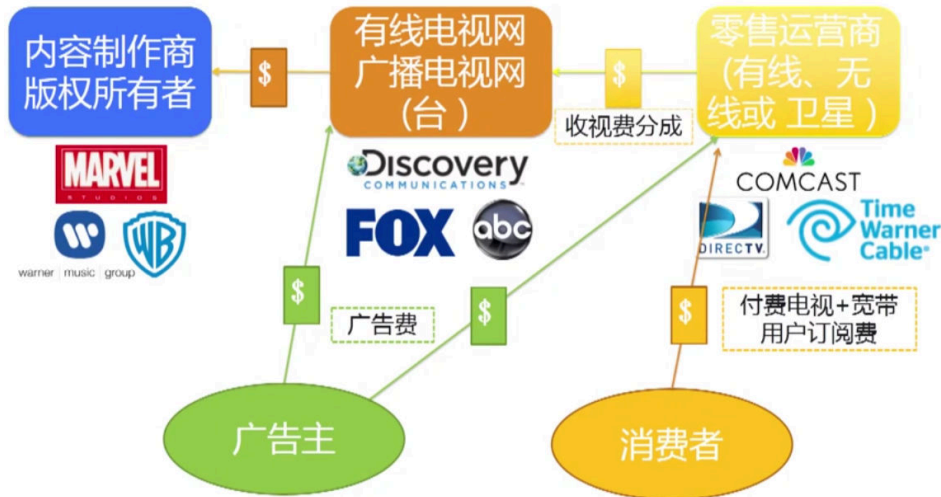 内容制作商
版权所有者
$
有线电视网
广播电视网
(台 )
$
零售运营商
(有线、无
线或 卫星 )
收视费分成
MARVEL
STUDIOS
warner music group
WB
Discovery
COMMUNICATIONS
FOX
abc
COMCAST
DIRECTV
Time
Warner
Cable
$
广告费
$
$
付费电视+宽带
用户订阅费
广告主
消费者